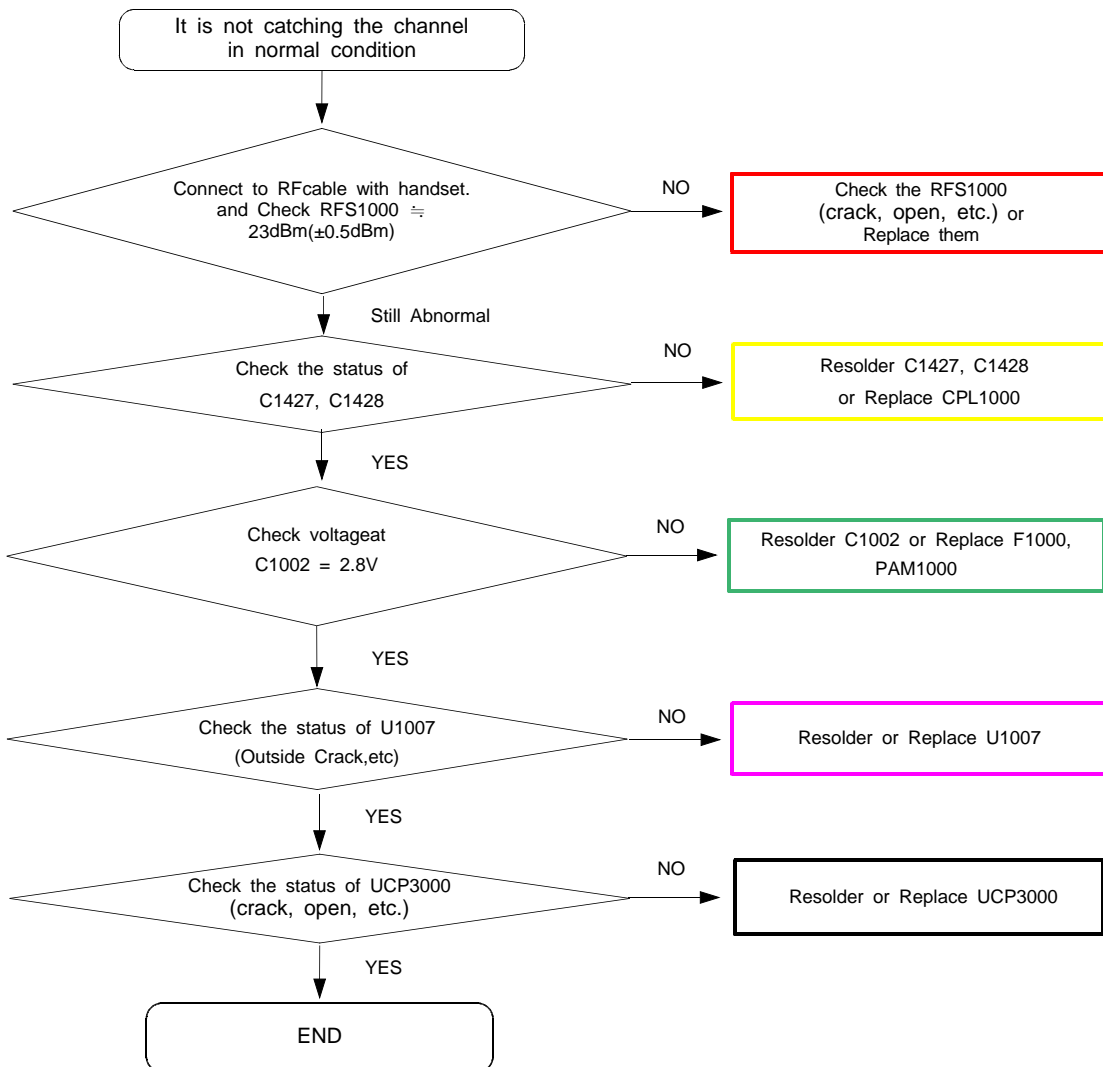 It is not catching the channel
in normal condition
Connect to RFcable with handset.
and Check RFS1000 ≒
23dBm(±0.5dBm)
NO
Check the RFS1000
(crack, open, etc.) or
Replace them
Still Abnormal
Check the status of
C1427, C1428
NO
Resolder C1427, C1428
or Replace CPL1000
YES
Check voltageat
C1002 = 2.8V
NO
Resolder C1002 or Replace F1000,
PAM1000
YES
Check the status of U1007
(Outside Crack,etc)
NO
Resolder or Replace U1007
YES
Check the status of UCP3000
(crack, open, etc.)
NO
Resolder or Replace UCP3000
YES
END